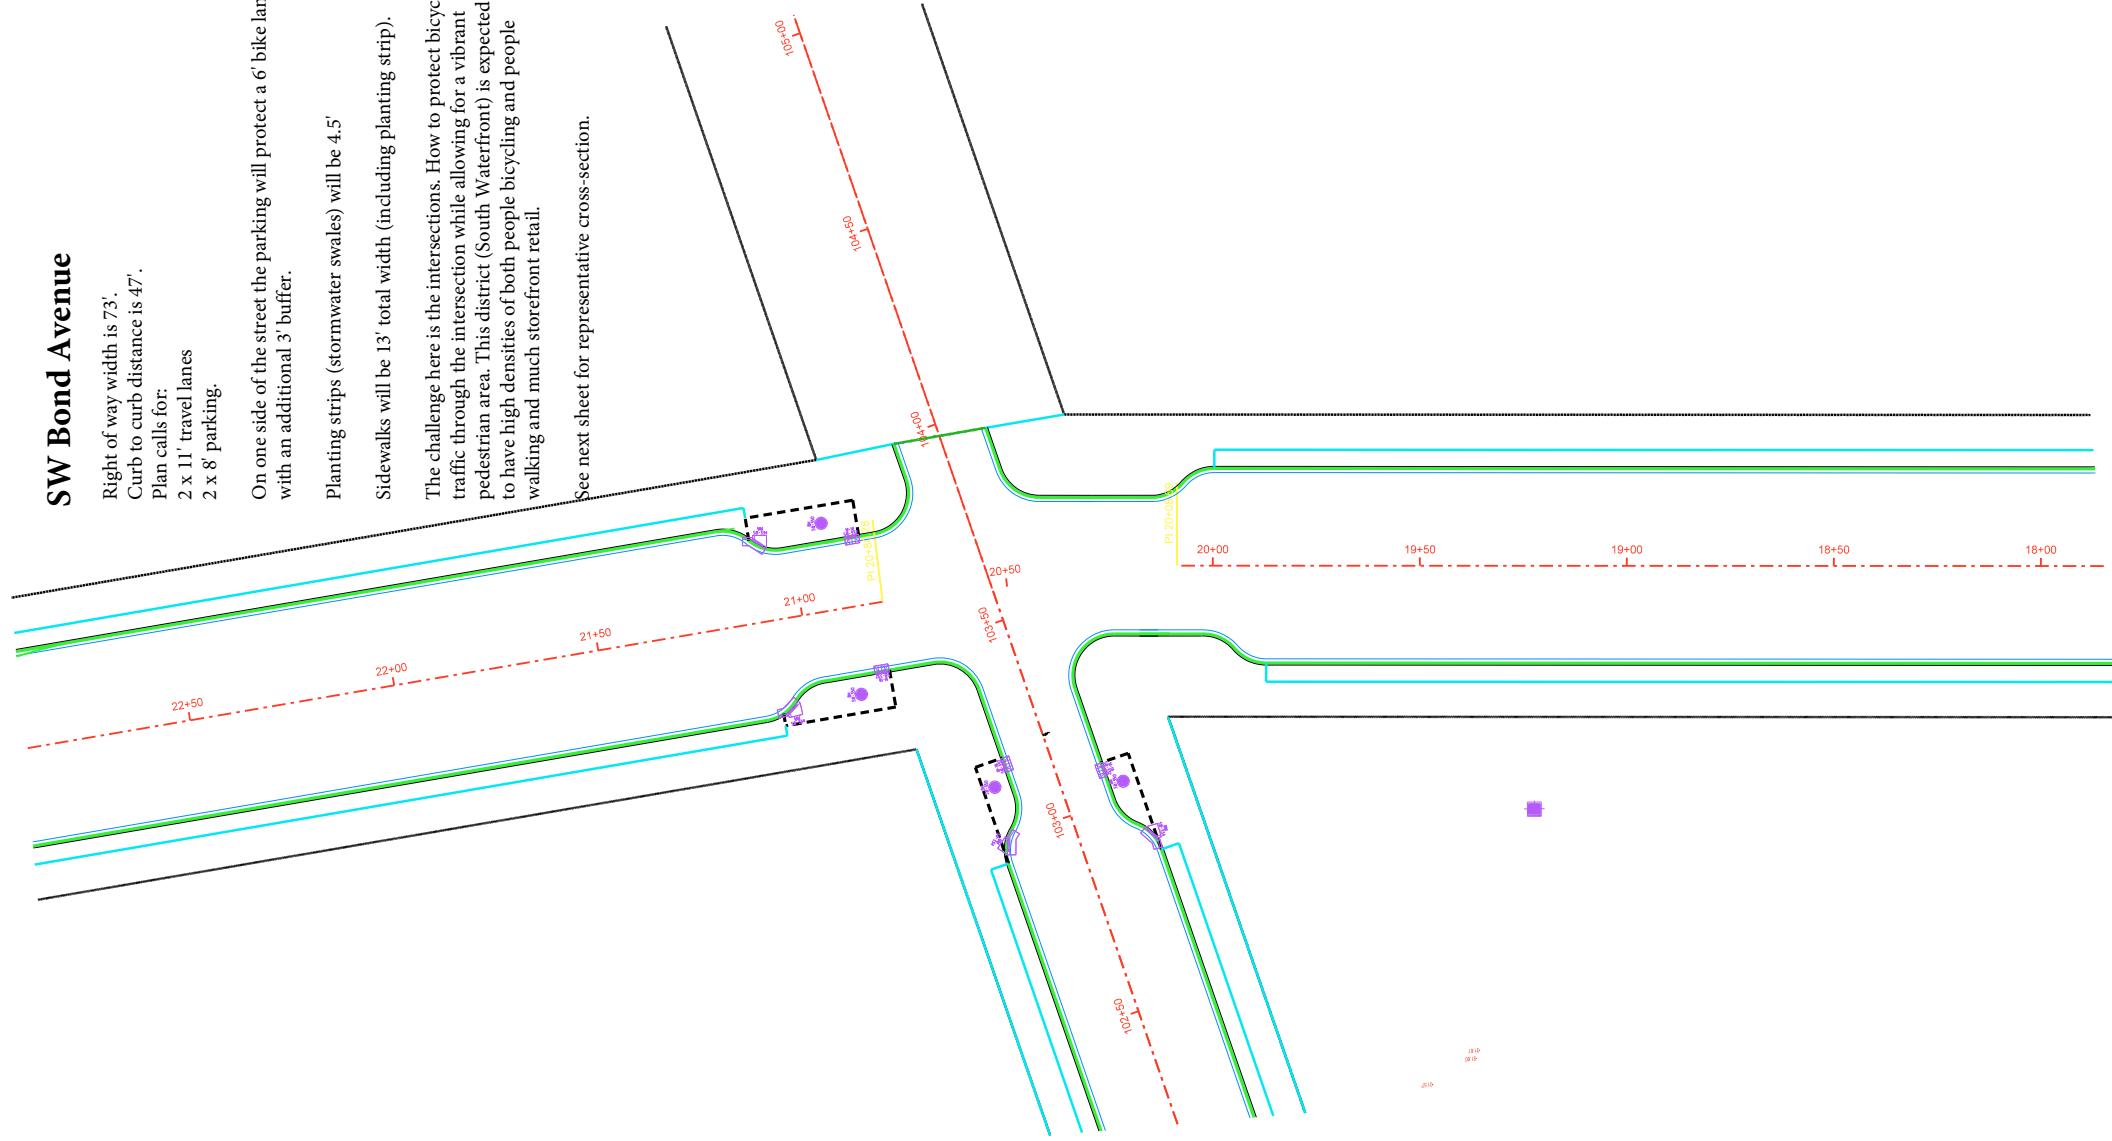 SW Bond Avenue
Right of way width is 73'.
Curb to curb distance is 47'.
Plan calls for:
2 x 11' travel lanes
2 x 8' parking.
On one side of the street the parking will protect a 6' bike lan
with an additional 3' buffer.
Planting strips (stormwater swales) will be 4.5'
Sidewalks will be 13' total width (including planting strip).
The challenge here is the intersections. How to protect bicyc
traffic through the intersection while allowing for a vibrant
pedestrian area. This district (South Waterfront) is expected
to have high densities of both people bicycling and people
walking and much storefront retail.
See next sheet for representative cross-section.
105+00
104+50
104+00
103+50
103+00
102+50
20+50
20+00
19+50
19+00
18+50
18+00
21+00
21+50
22+00
22+50